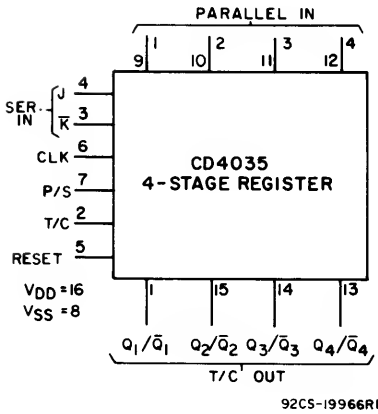 PARALLEL IN
1 2 3 4
9 10 11 12
J 4
SER. IN
K̅ 3
CLK 6
P/S 7
T/C 2
RESET 5
CD4035
4-STAGE REGISTER
VDD = 16
VSS = 8
1 15 14 13
Q1/Q̅1 Q2/Q̅2 Q3/Q̅3 Q4/Q̅4
T/C OUT
92CS-19966RI